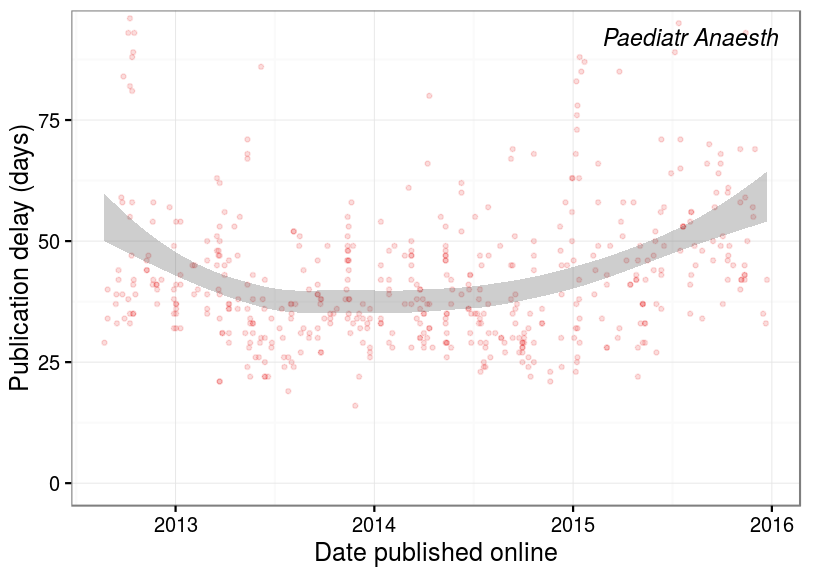 Paediatr Anaesth
75
50
25
0
Publication delay (days)
2013 2014 2015 2016
Date published online